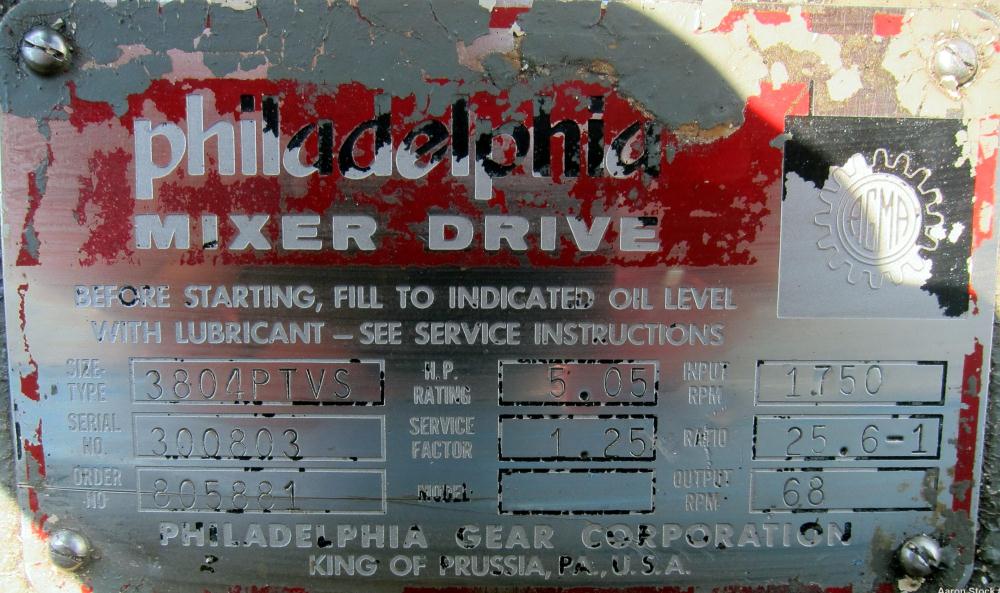 philadelphia
MIXER DRIVE
AGMA
BEFORE STARTING, FILL TO INDICATED OIL LEVEL
WITH LUBRICANT – SEE SERVICE INSTRUCTIONS
SIZE- TYPE 3804PTVS H.P. RATING 5.05 INPUT RPM 1750
SERIAL NO. 300803 SERVICE FACTOR 1.25 RATIO 25.6-1
ORDER NO 805881 MODEL OUTPUT RPM 68
PHILADELPHIA GEAR CORPORATION
KING OF PRUSSIA, PA., U.S.A.
Aaron Stock